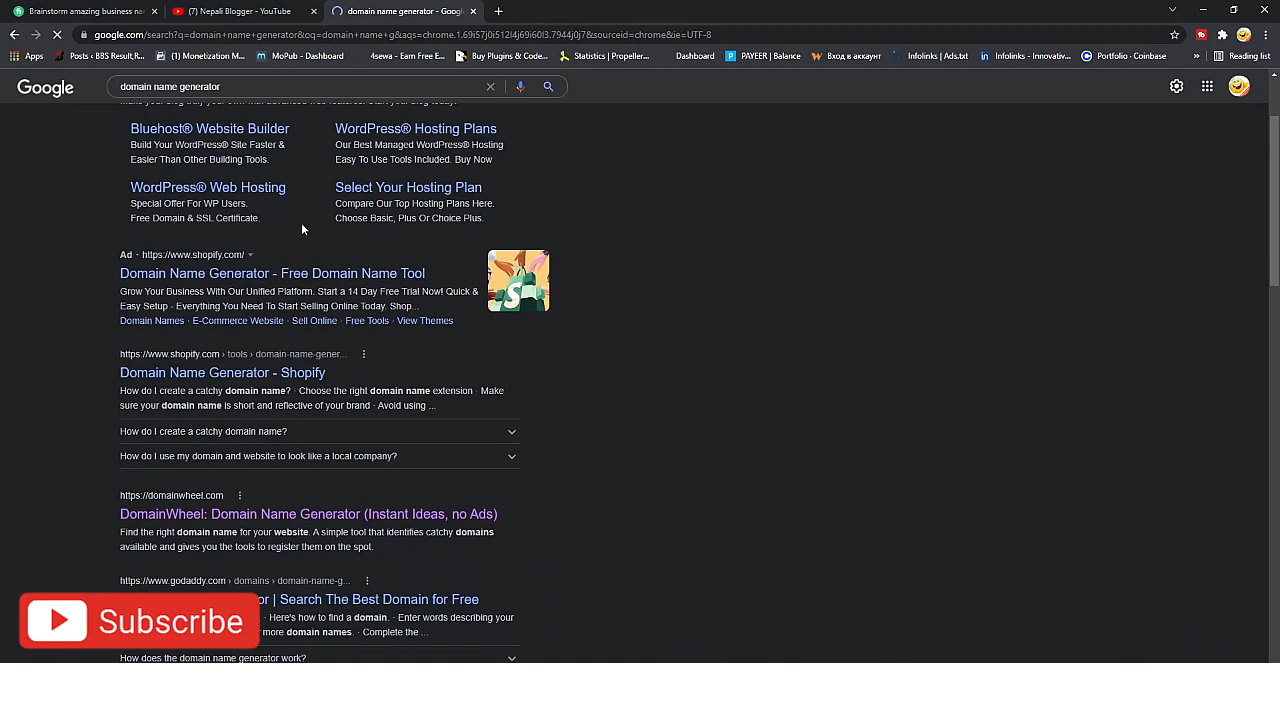 Brainstorm amazing business na
(7) Nepali Blogger - YouTube
domain name generator - Googl
google.com/search?q=domain+name+generator&oq=domain+name+g&aqs=chrome.1.69i57j0i512l4j69i60l3.7944j0j7&sourceid=chrome&ie=UTF-8
Apps
Posts ‹ BBS Result,R...
(1) Monetization M...
MoPub - Dashboard
4sewa - Earn Free E...
Buy Plugins & Code...
Statistics | Propeller...
Dashboard
PAYEER | Balance
Вход в аккаунт
Infolinks | Ads.txt
Infolinks - Innovativ...
Portfolio - Coinbase
»
Reading list
Google
domain name generator
Bluehost® Website Builder
Build Your WordPress® Site Faster &
Easier Than Other Building Tools.
WordPress® Hosting Plans
Our Best Managed WordPress® Hosting
Easy To Use Tools Included. Buy Now
WordPress® Web Hosting
Special Offer For WP Users.
Free Domain & SSL Certificate.
Select Your Hosting Plan
Compare Our Top Hosting Plans Here.
Choose Basic, Plus Or Choice Plus.
Ad · https://www.shopify.com/
Domain Name Generator - Free Domain Name Tool
Grow Your Business With Our Unified Platform. Start a 14 Day Free Trial Now! Quick &
Easy Setup - Everything You Need To Start Selling Online Today. Shop...
Domain Names · E-Commerce Website · Sell Online · Free Tools · View Themes
https://www.shopify.com › tools › domain-name-gener...
Domain Name Generator - Shopify
How do I create a catchy domain name? · Choose the right domain name extension · Make
sure your domain name is short and reflective of your brand · Avoid using ...
How do I create a catchy domain name?
How do I use my domain and website to look like a local company?
https://domainwheel.com
DomainWheel: Domain Name Generator (Instant Ideas, no Ads)
Find the right domain name for your website. A simple tool that identifies catchy domains
available and gives you the tools to register them on the spot.
https://www.godaddy.com › domains › domain-name-g...
or | Search The Best Domain for Free
· Here's how to find a domain. · Enter words describing your
more domain names. · Complete the ...
How does the domain name generator work?
Subscribe